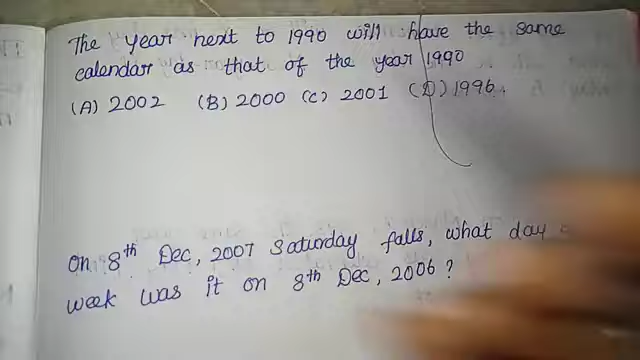 The year next to 1990 will have the same
calendar as that of the year 1990
(A) 2002 (B) 2000 (C) 2001 (D) 1996.
On 8th Dec, 2007 Saturday falls, what day
week was it on 8th Dec, 2006?